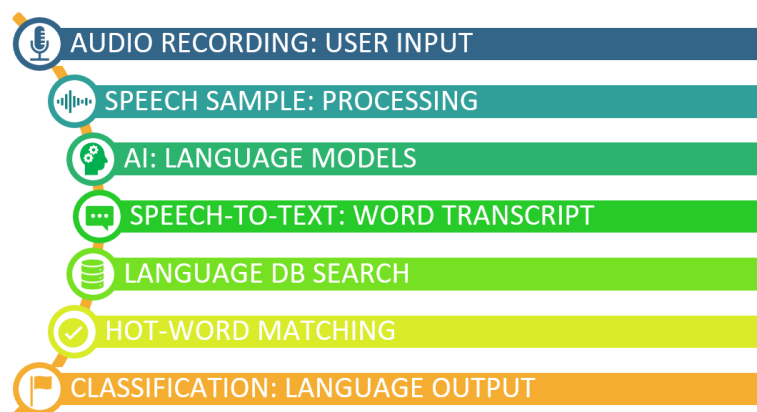 AUDIO RECORDING: USER INPUT
SPEECH SAMPLE: PROCESSING
AI: LANGUAGE MODELS
SPEECH-TO-TEXT: WORD TRANSCRIPT
LANGUAGE DB SEARCH
HOT-WORD MATCHING
CLASSIFICATION: LANGUAGE OUTPUT